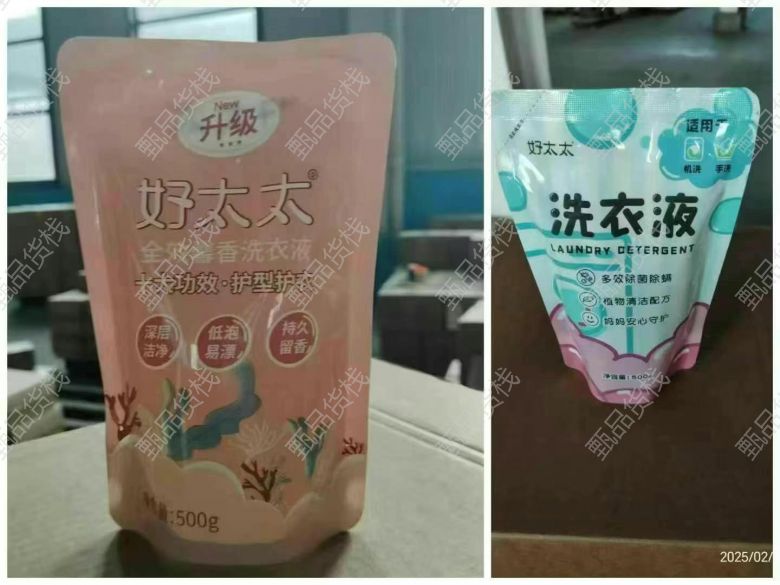 New
升级
好太太
全效馨香洗衣液
十大功效·护型护衣
深层
洁净
低泡
易漂
持久
留香
净含量:500g
好太太
适用于
机洗
手洗
洗衣液
LAUNDRY DETERGENT
多效除菌除螨
植物清洁配方
妈妈安心守护
净含量:500g
2025/02/
甄品货栈